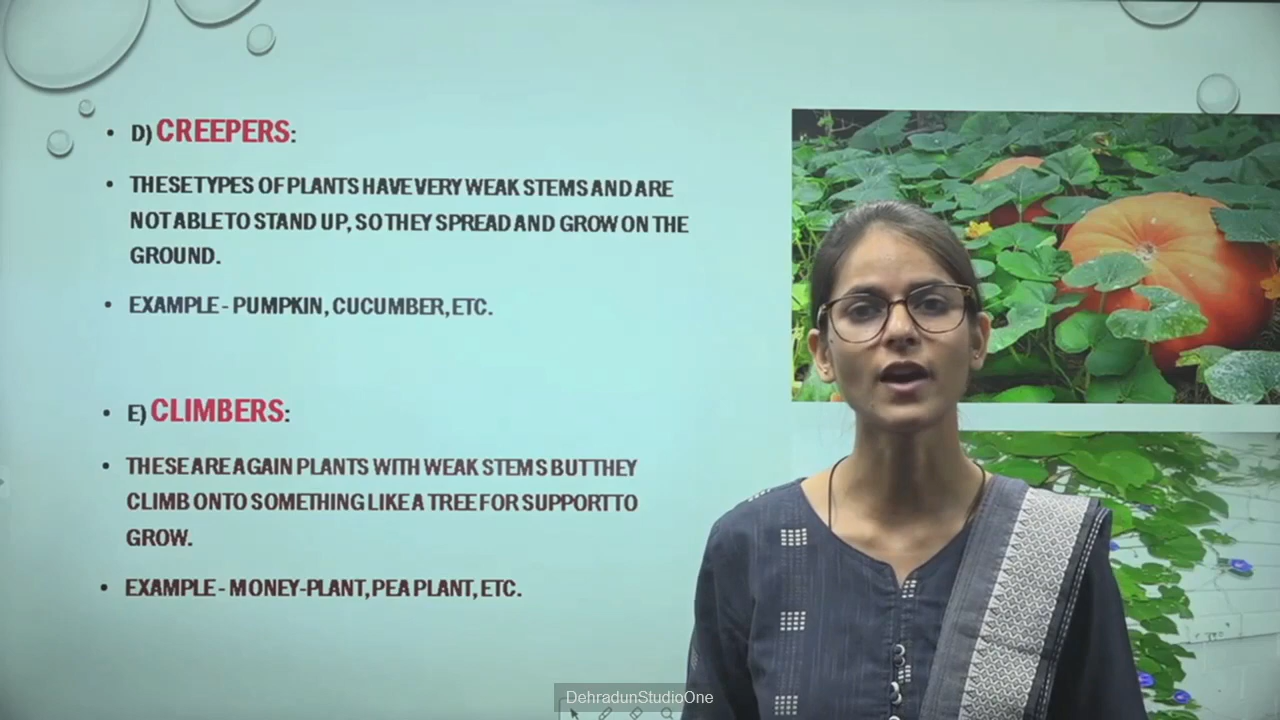 D) CREEPERS:
THESE TYPES OF PLANTS HAVE VERY WEAK STEMS AND ARE
NOT ABLE TO STAND UP, SO THEY SPREAD AND GROW ON THE
GROUND.
EXAMPLE - PUMPKIN, CUCUMBER, ETC.
E) CLIMBERS:
THESE ARE AGAIN PLANTS WITH WEAK STEMS BUT THEY
CLIMB ONTO SOMETHING LIKE A TREE FOR SUPPORT TO
GROW.
EXAMPLE - MONEY-PLANT, PEA PLANT, ETC.
DehradunStudioOne